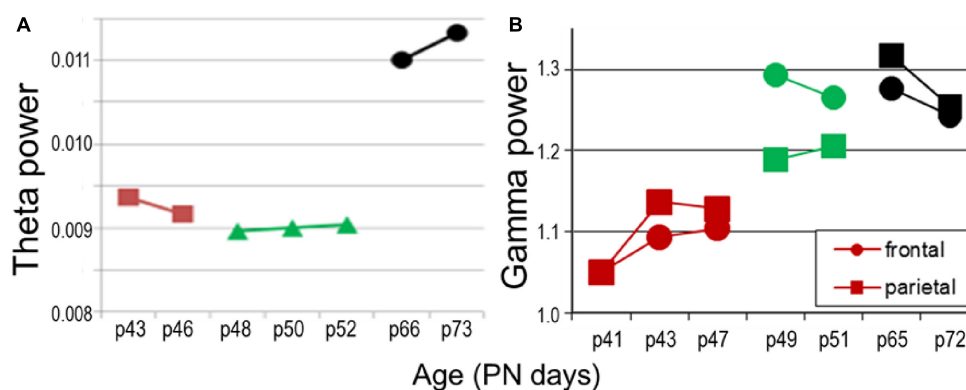 A
Theta power
0.011
0.010
0.009
0.008
p43 p46 p48 p50 p52 p66 p73
B
Gamma power
1.3
1.2
1.1
1.0
frontal
parietal
p41 p43 p47 p49 p51 p65 p72
Age (PN days)